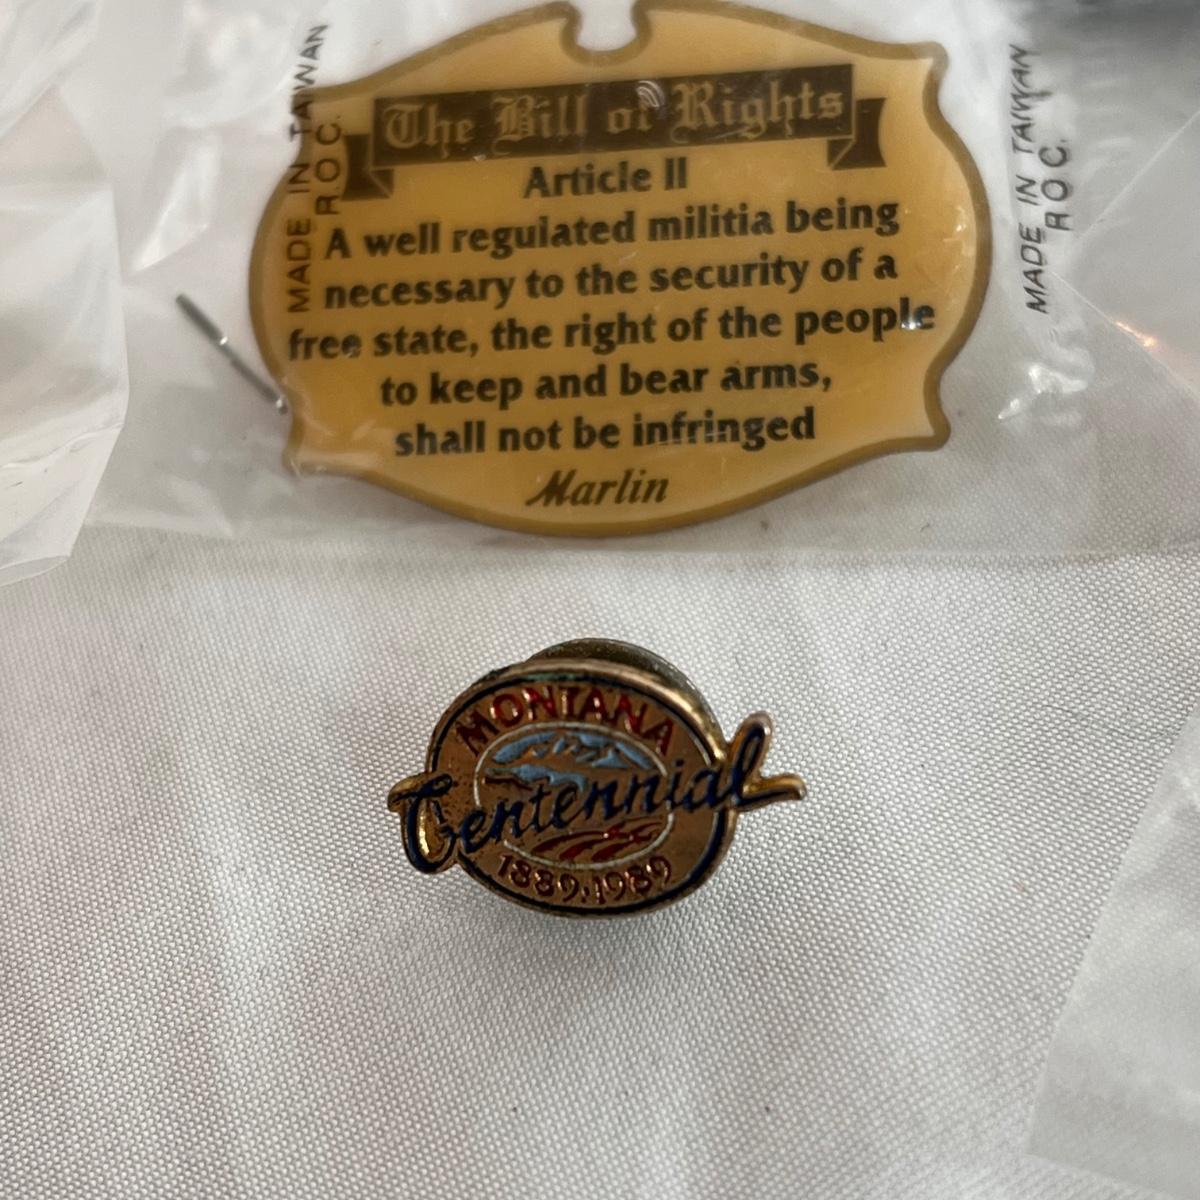 MADE IN TAIWAN
R.O.C.
The Bill of Rights
Article II
A well regulated militia being
necessary to the security of a
free state, the right of the people
to keep and bear arms,
shall not be infringed
Marlin
MADE IN TAIWAN
R.O.C.
MONTANA
Centennial
1889·1989